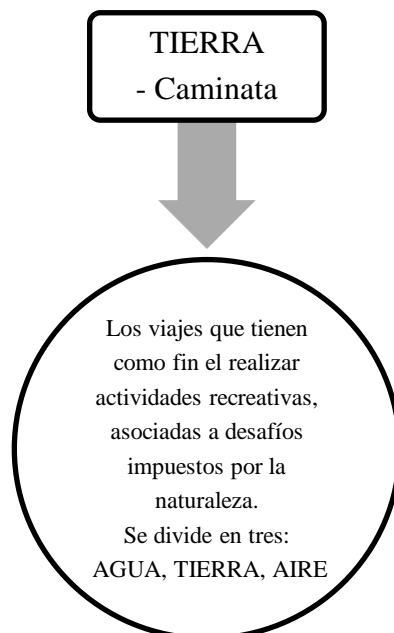 TIERRA
- Caminata
Los viajes que tienen
como fin el realizar
actividades recreativas,
asociadas a desafíos
impuestos por la
naturaleza.
Se divide en tres:
AGUA, TIERRA, AIRE